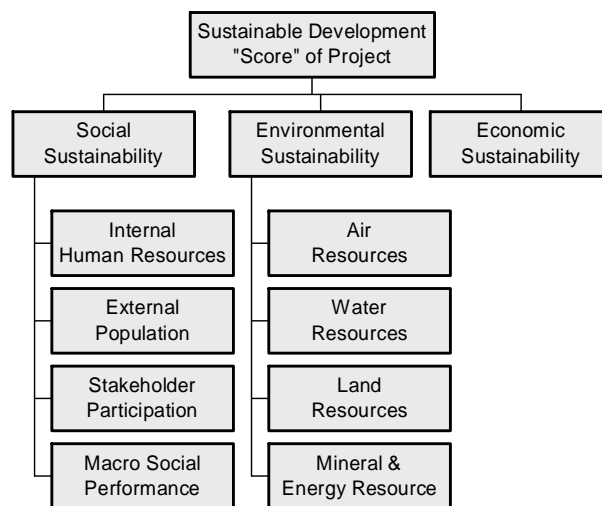 Sustainable Development
"Score" of Project
Social
Sustainability
Environmental
Sustainability
Economic
Sustainability
Internal
Human Resources
External
Population
Stakeholder
Participation
Macro Social
Performance
Air
Resources
Water
Resources
Land
Resources
Mineral &
Energy Resource